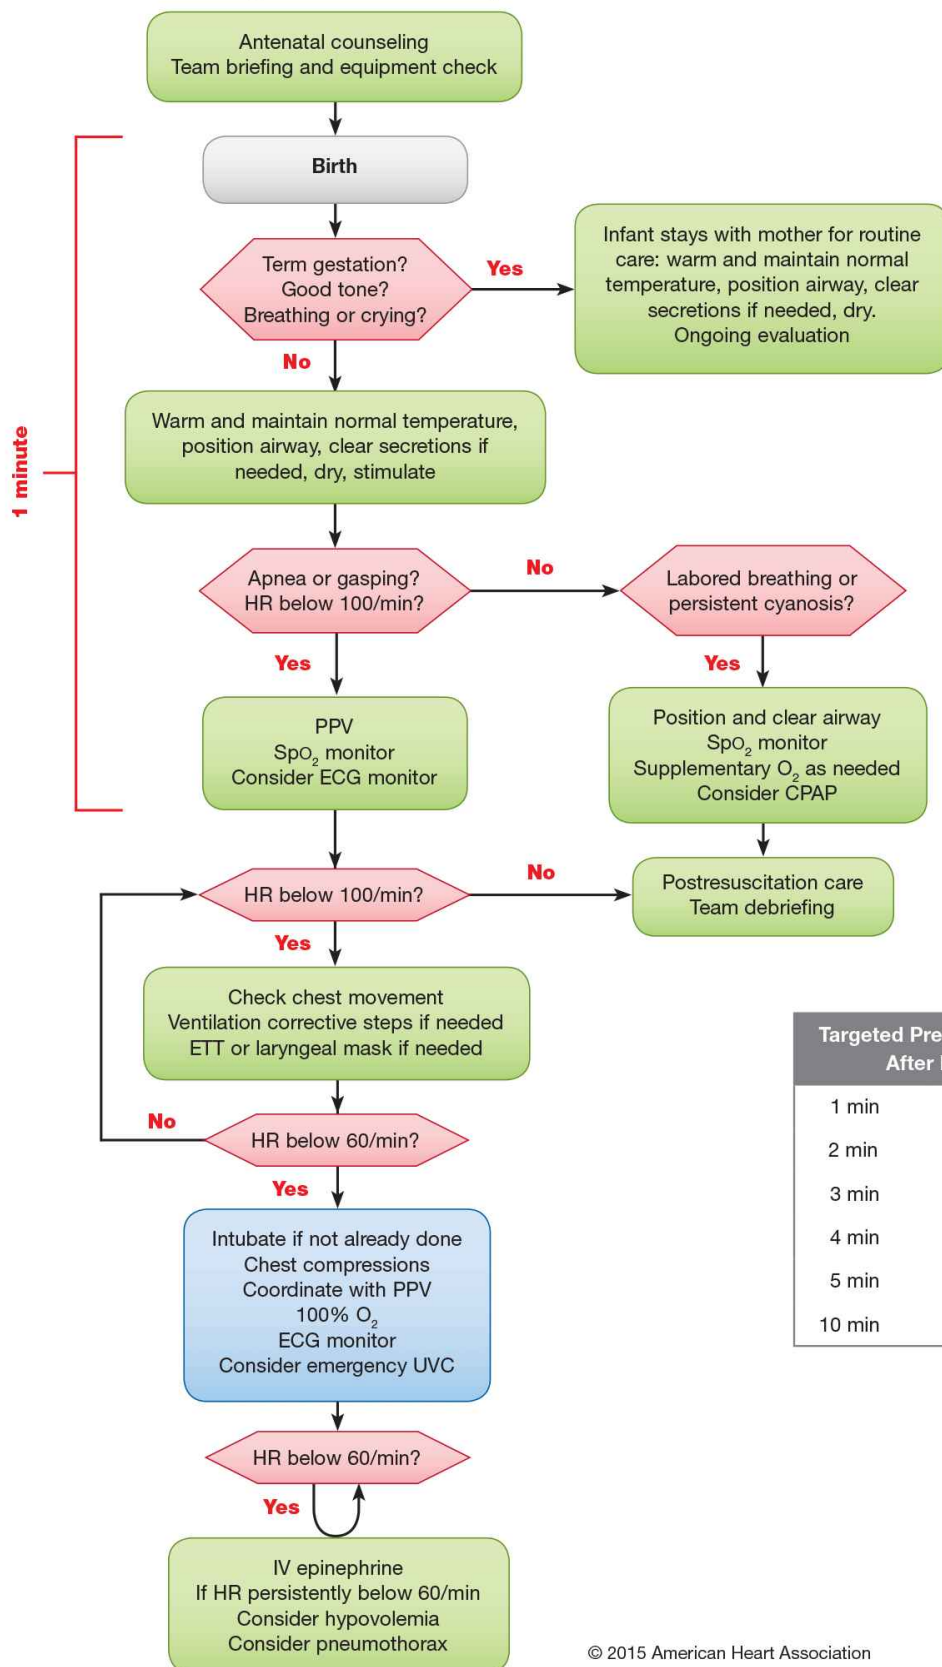 Antenatal counseling
Team briefing and equipment check
Birth
Term gestation?
Good tone?
Breathing or crying?
Yes
Infant stays with mother for routine
care: warm and maintain normal
temperature, position airway, clear
secretions if needed, dry.
Ongoing evaluation
No
1 minute
Warm and maintain normal temperature,
position airway, clear secretions if
needed, dry, stimulate
Apnea or gasping?
HR below 100/min?
No
Labored breathing or
persistent cyanosis?
Yes
Yes
PPV
SpO₂ monitor
Consider ECG monitor
Position and clear airway
SpO₂ monitor
Supplementary O₂ as needed
Consider CPAP
HR below 100/min?
No
Postresuscitation care
Team debriefing
Yes
Check chest movement
Ventilation corrective steps if needed
ETT or laryngeal mask if needed
Targeted Pre
After
1 min
2 min
3 min
4 min
5 min
10 min
No
HR below 60/min?
Yes
Intubate if not already done
Chest compressions
Coordinate with PPV
100% O₂
ECG monitor
Consider emergency UVC
HR below 60/min?
Yes
IV epinephrine
If HR persistently below 60/min
Consider hypovolemia
Consider pneumothorax
© 2015 American Heart Association